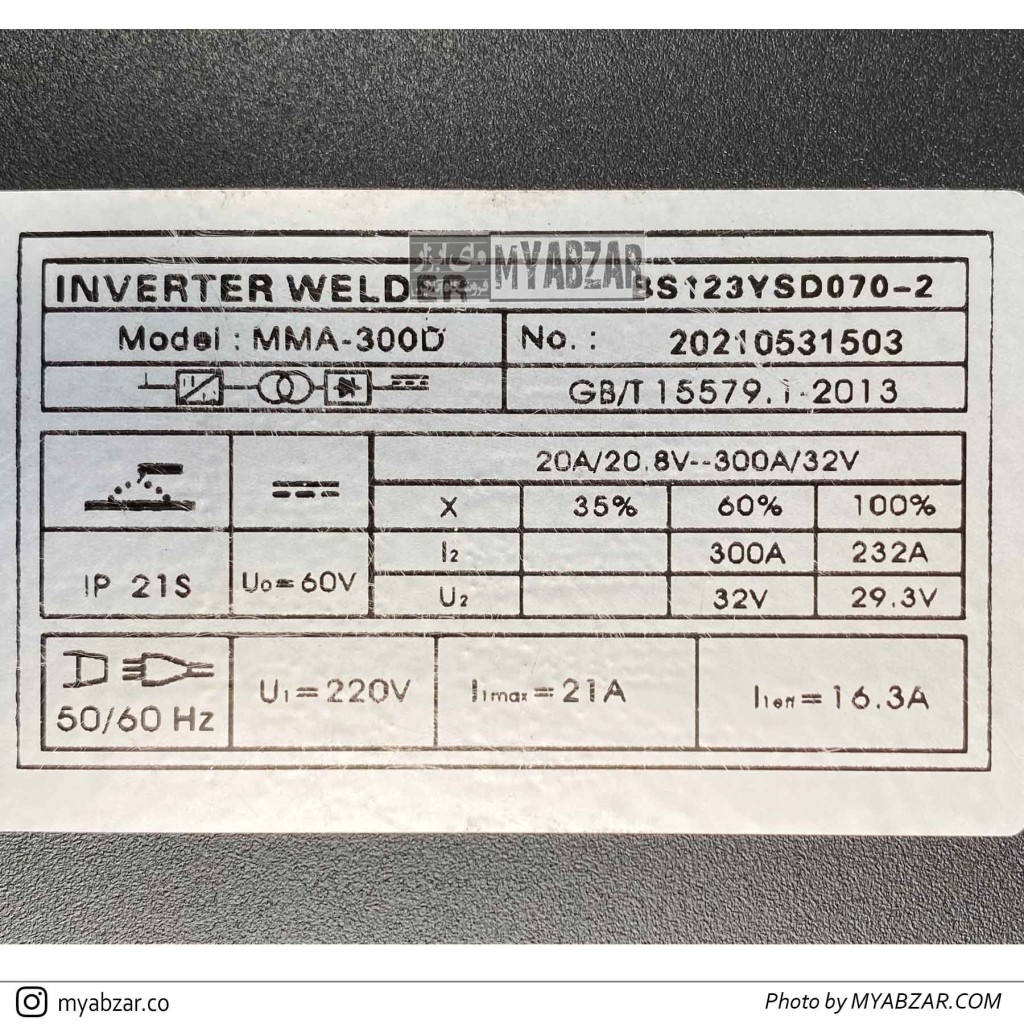 MYABZAR
INVERTER WELDER
S123YSD070-2
Model : MMA-300D
No. : 20210531503
GB/T 15579.1-2013
20A/20.8V--300A/32V
X 35% 60% 100%
I₂ 300A 232A
IP 21S U₀=60V
U₂ 32V 29.3V
U₁=220V I₁max=21A I₁eff=16.3A
50/60 Hz
myabzar.co
Photo by MYABZAR.COM